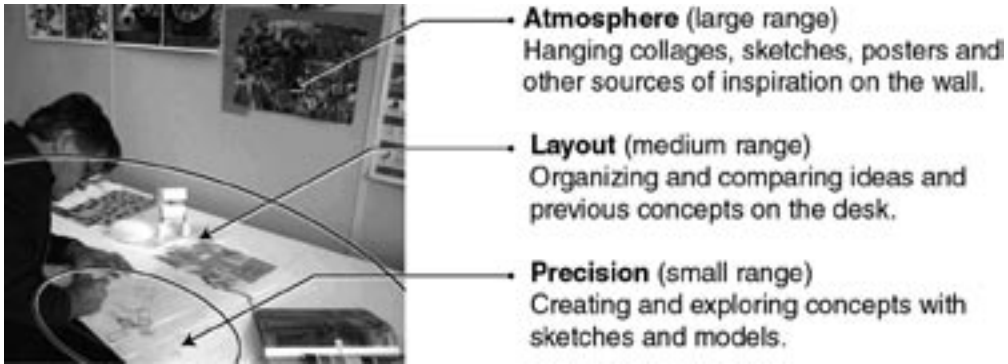 Atmosphere (large range)
Hanging collages, sketches, posters and
other sources of inspiration on the wall.
Layout (medium range)
Organizing and comparing ideas and
previous concepts on the desk.
Precision (small range)
Creating and exploring concepts with
sketches and models.